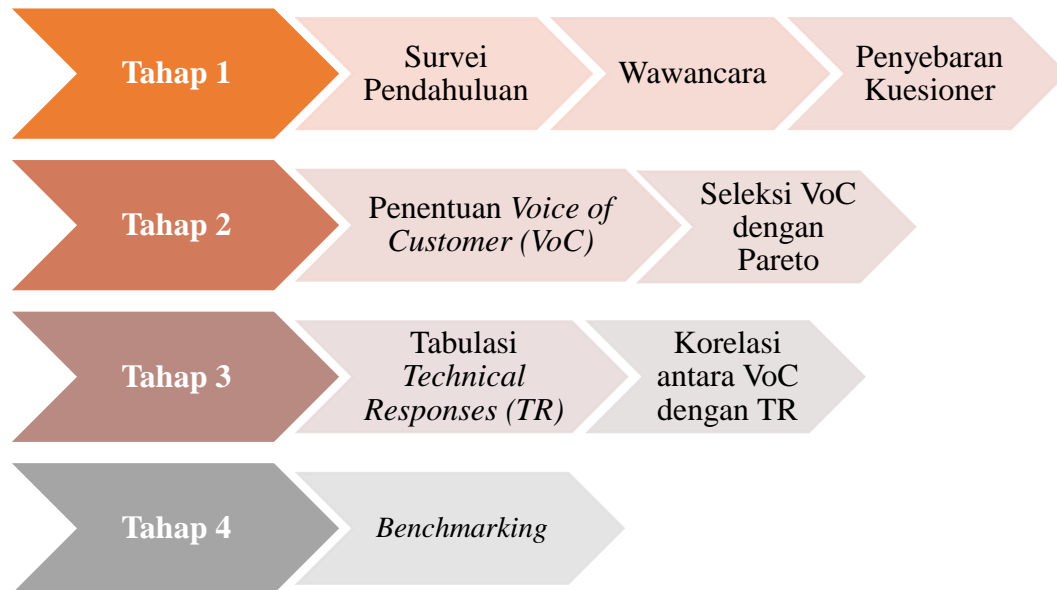 Tahap 1
Survei
Pendahuluan
Wawancara
Penyebaran
Kuesioner
Tahap 2
Penentuan Voice of
Customer (VoC)
Seleksi VoC
dengan
Pareto
Tahap 3
Tabulasi
Technical
Responses (TR)
Korelasi
antara VoC
dengan TR
Tahap 4
Benchmarking